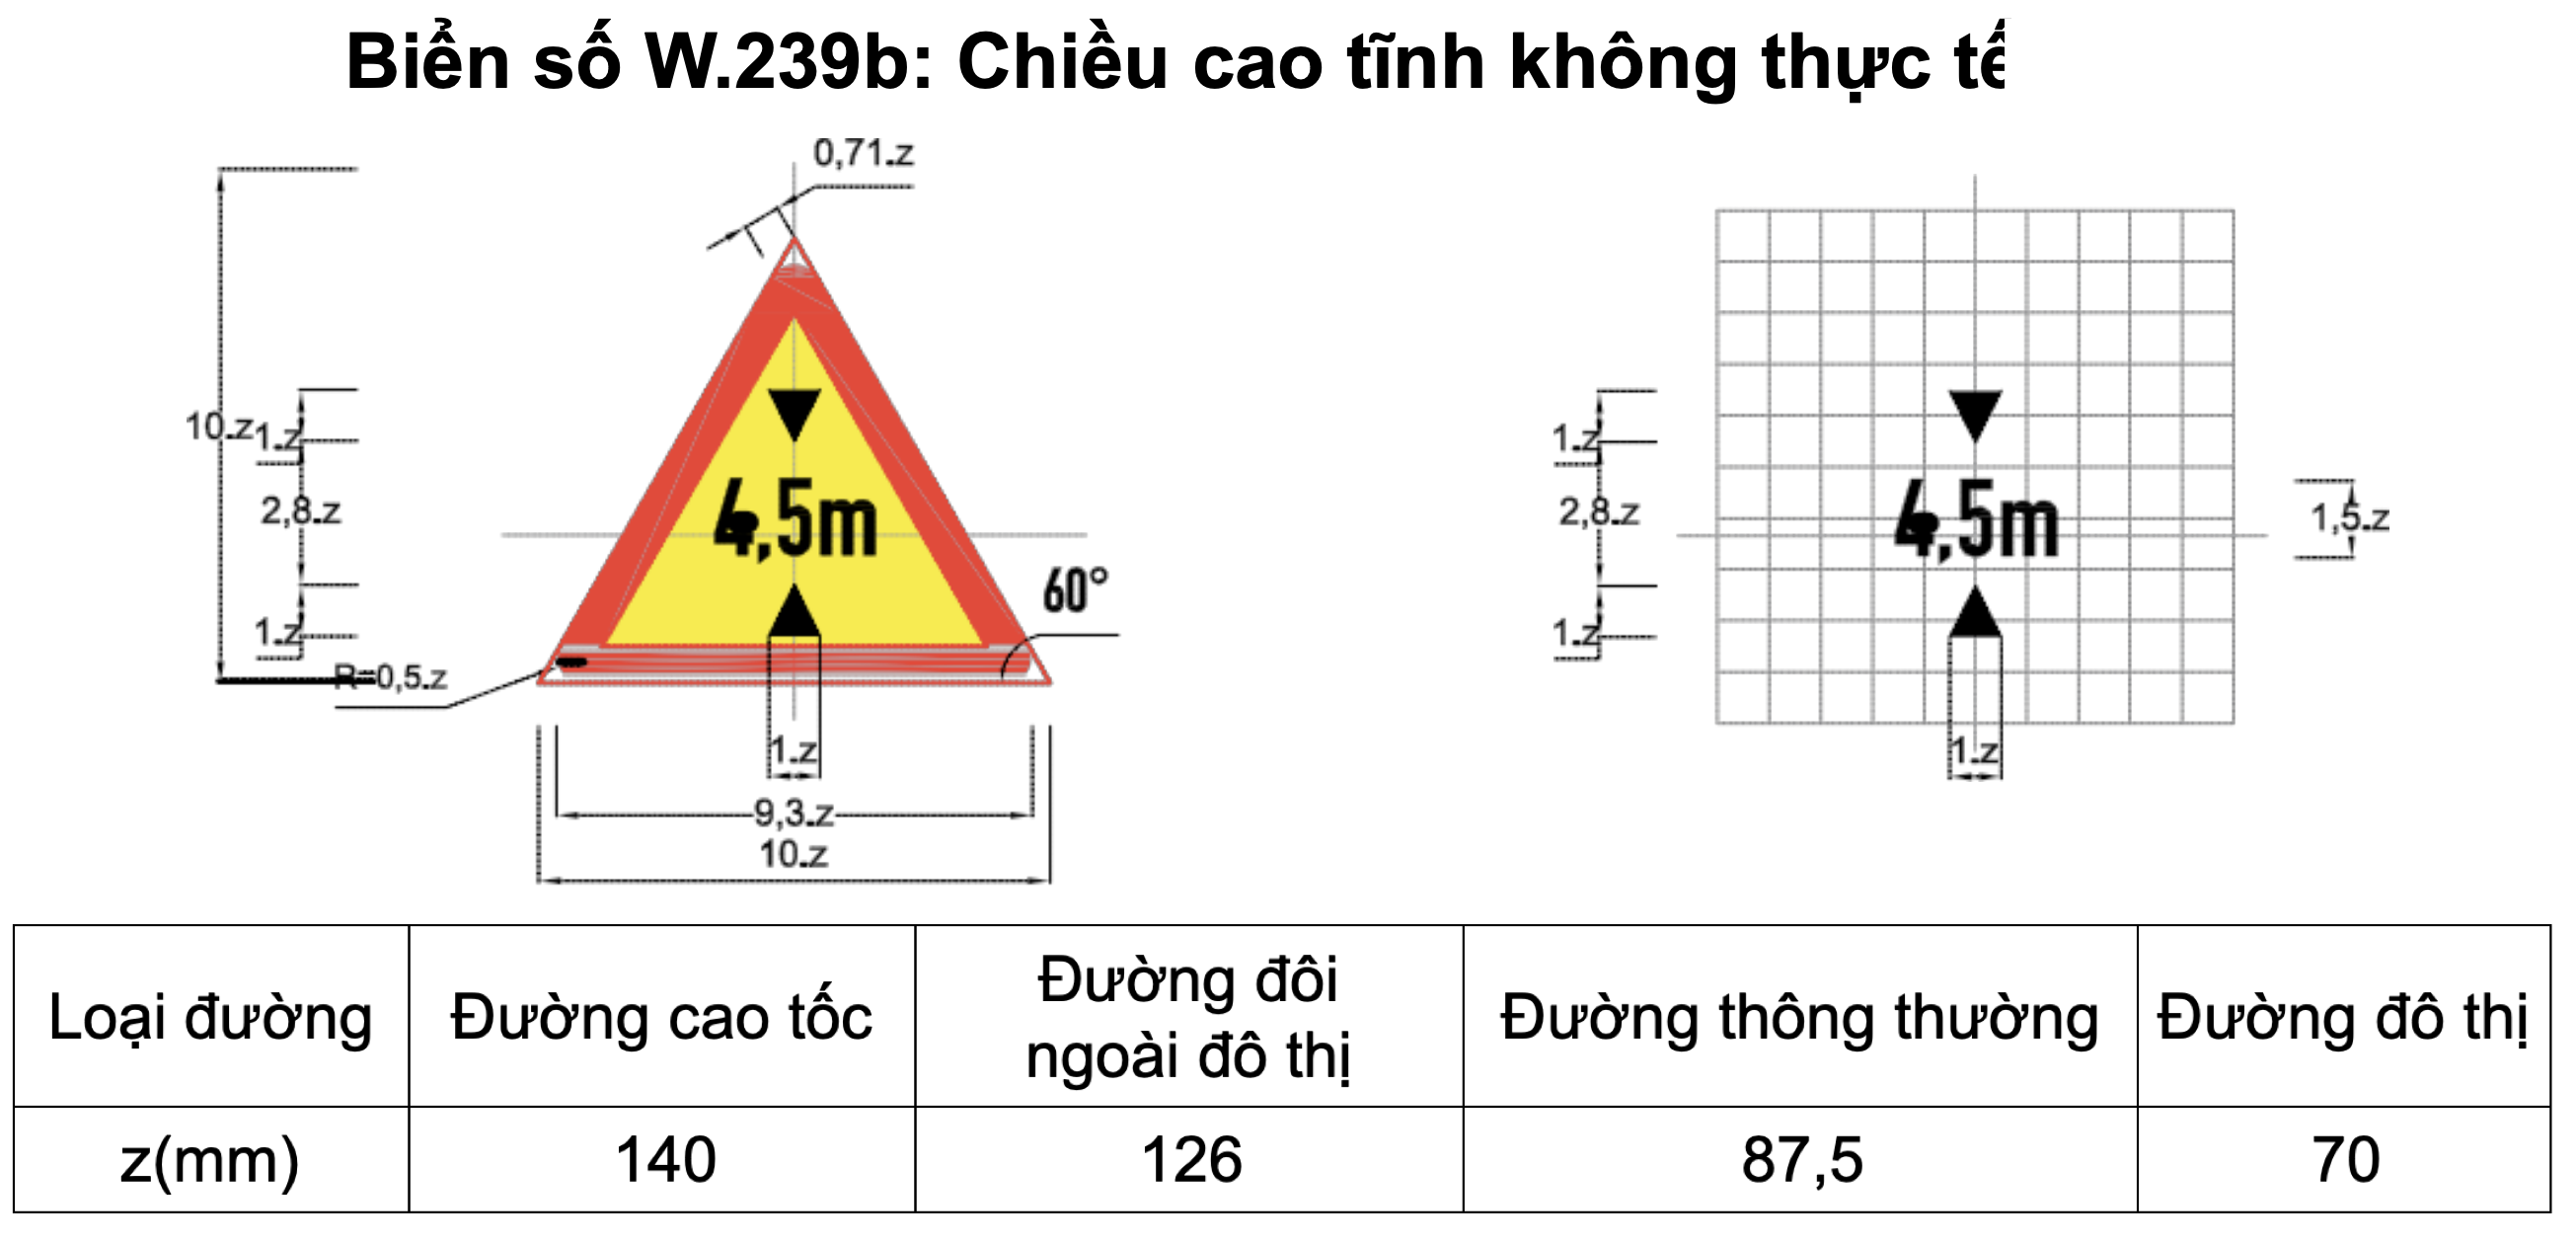 Biển số W.239b: Chiều cao tĩnh không thực tế
0,71.z
10.z
1.z
2,8.z
1.z
4,5m
60°
R=0,5.z
1.z
9,3.z
10.z
1.z
2,8.z
1.z
4,5m
1,5.z
1.z
Loại đường
Đường cao tốc
Đường đôi
ngoài đô thị
Đường thông thường
Đường đô thị
z(mm)
140
126
87,5
70